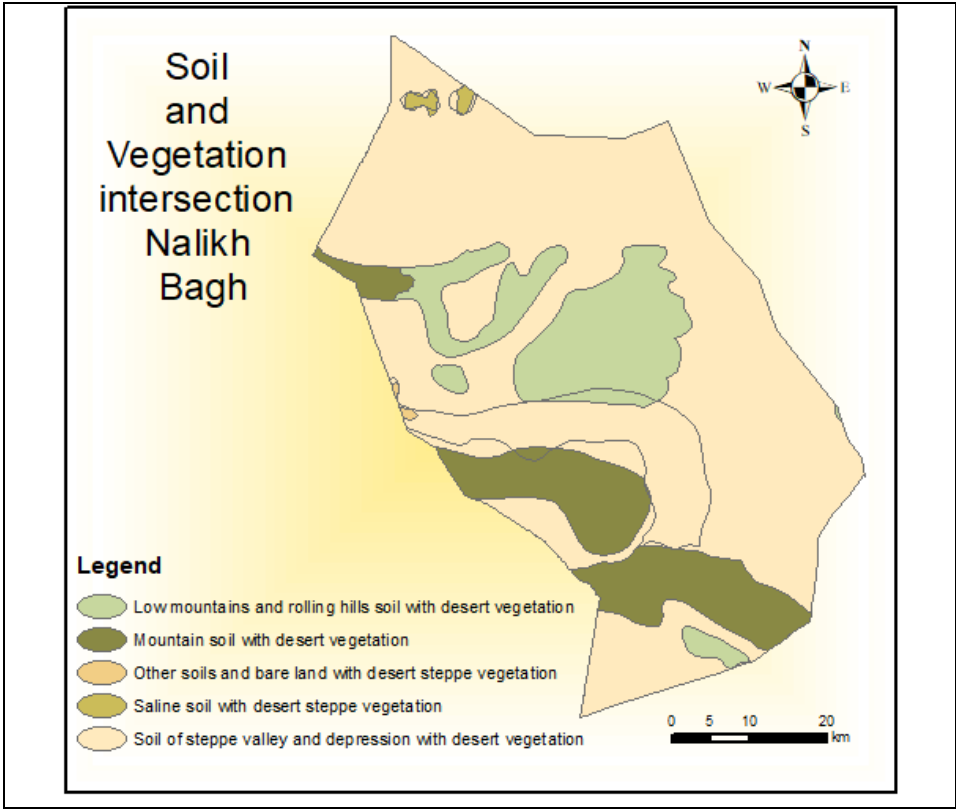 Soil
and
Vegetation
intersection
Nalikh
Bagh
N
W E
S
Legend
Low mountains and rolling hills soil with desert vegetation
Mountain soil with desert vegetation
Other soils and bare land with desert steppe vegetation
Saline soil with desert steppe vegetation
Soil of steppe valley and depression with desert vegetation
0 5 10 20
km